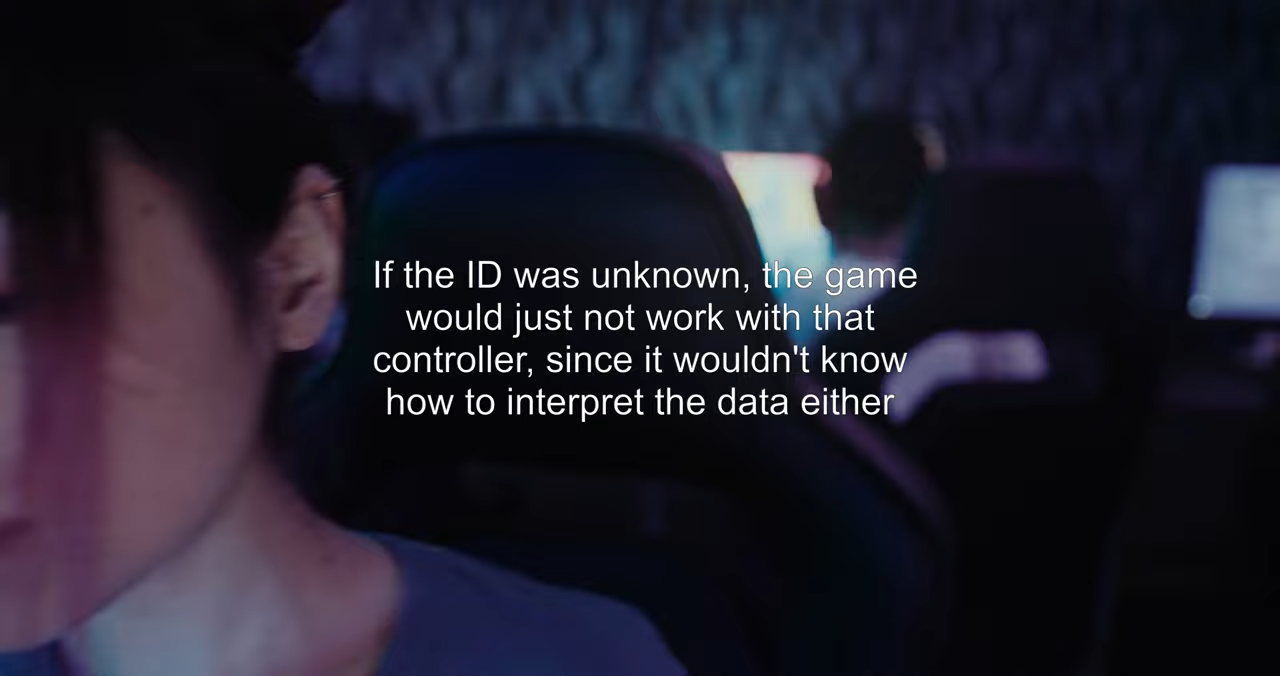 If the ID was unknown, the game
would just not work with that
controller, since it wouldn't know
how to interpret the data either